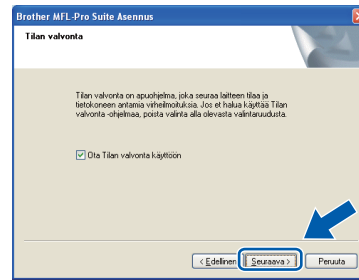 Brother MFL-Pro Suite Asennus
Tilan valvonta
Tilan valvonta on apuohjelma, joka seuraa laitteen tilaa ja
tietokoneen antamia virheilmoituksia. Jos et halua käyttää Tilan
valvonta -ohjelmaa, poista valinta alla olevasta valintaruudusta.
Ota Tilan valvonta käyttöön
< Edellinen Seuraava > Peruuta